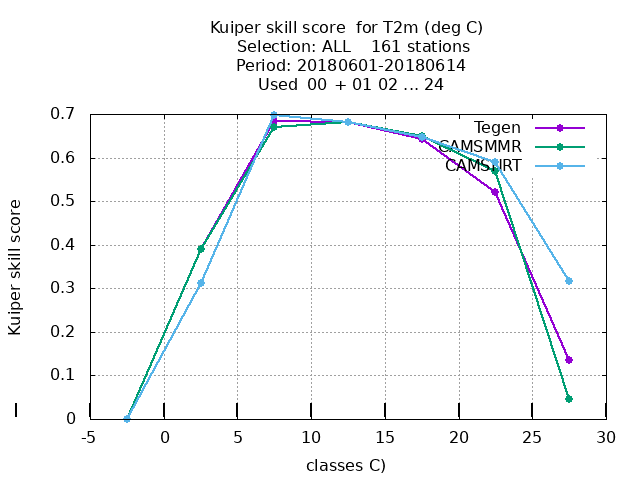 Kuiper skill score for T2m (deg C)
Selection: ALL 161 stations
Period: 20180601-20180614
Used 00 + 01 02 ... 24
0.7
0.6
0.5
0.4
0.3
0.2
0.1
0
Kuiper skill score
Tegen
CAMSMMR
-5
0
5
10
15
20
25
30
classes C)